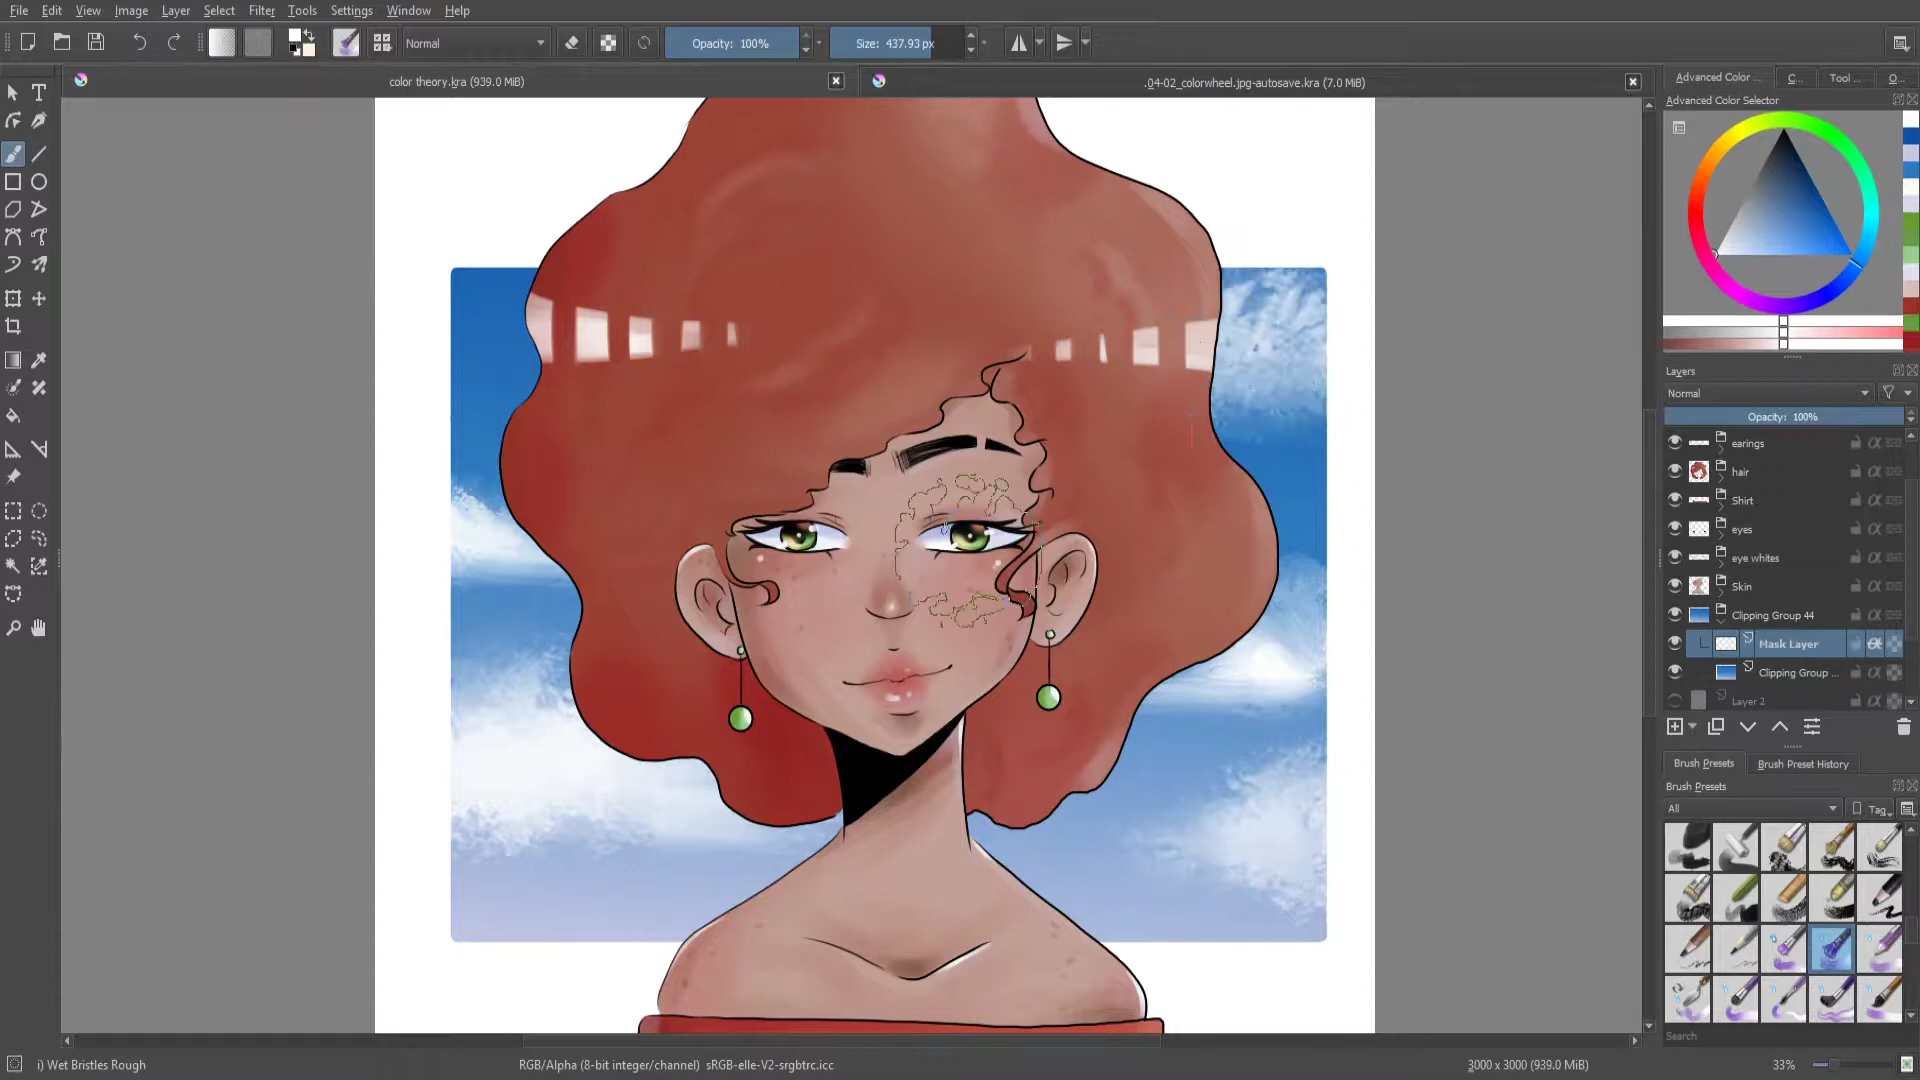 File Edit View Image Layer Select Filter Tools Settings Window Help
Normal Opacity: 100% Size: 437.93 px
color theory.kra (939.0 MiB) .04-02_colorwheel.jpg-autosave.kra (7.0 MiB)
Advanced Color ... C... Tool ... O...
Advanced Color Selector
Layers
Normal
Opacity: 100%
earings
hair
Shirt
eyes
eye whites
Skin
Clipping Group 44
Mask Layer
Clipping Group ...
Layer 2
Brush Presets Brush Preset History
Brush Presets
All Tag
Search
i) Wet Bristles Rough RGB/Alpha (8-bit integer/channel) sRGB-elle-V2-srgbtrc.icc 3000 x 3000 (939.0 MiB) 33%